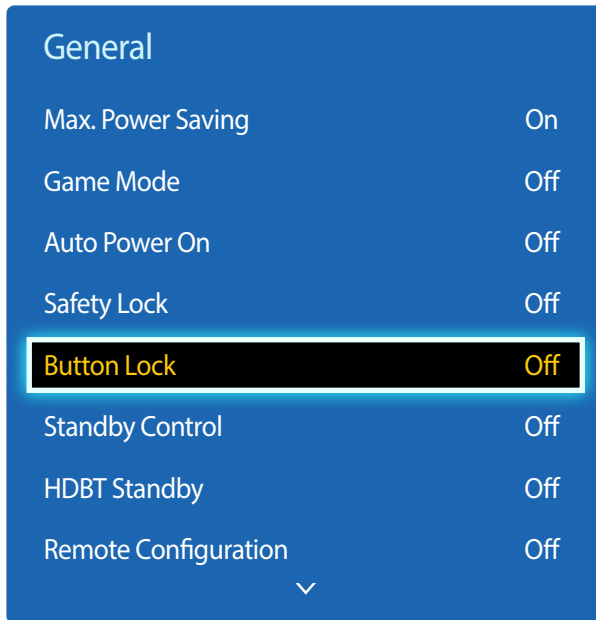 General
Max. Power Saving On
Game Mode Off
Auto Power On Off
Safety Lock Off
Button Lock Off
Standby Control Off
HDBT Standby Off
Remote Configuration Off